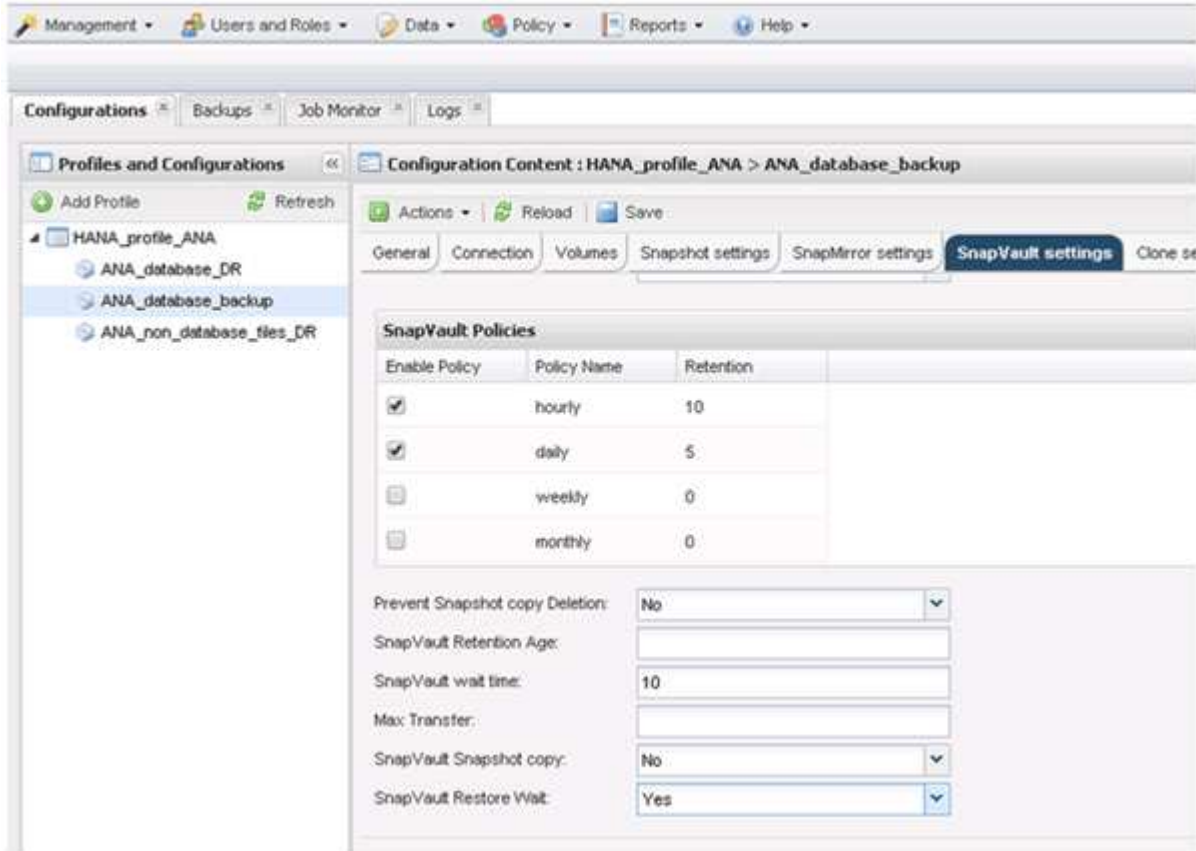 Management Users and Roles Data Policy Reports Help
Configurations Backups Job Monitor Logs
Profiles and Configurations
Add Profile Refresh
HANA_profile_ANA
ANA_database_DR
ANA_database_backup
ANA_non_database_files_DR
Configuration Content : HANA_profile_ANA > ANA_database_backup
Actions Reload Save
General Connection Volumes Snapshot settings SnapMirror settings SnapVault settings Clone se
SnapVault Policies
Enable Policy Policy Name Retention
hourly 10
daily 5
weekly 0
monthly 0
Prevent Snapshot copy Deletion: No
SnapVault Retention Age:
SnapVault wait time: 10
Max Transfer:
SnapVault Snapshot copy: No
SnapVault Restore Wait: Yes